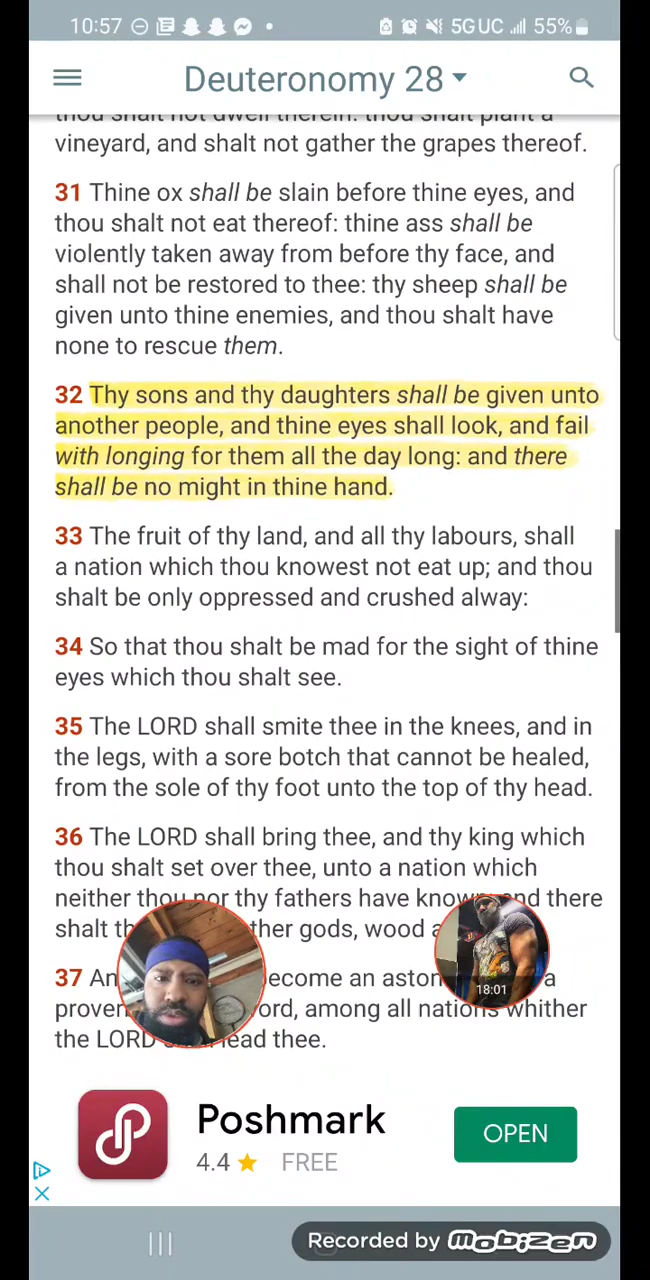 10:57
5G UC 55%
Deuteronomy 28
thou shalt not dwell therein: thou shalt plant a
vineyard, and shalt not gather the grapes thereof.
31 Thine ox shall be slain before thine eyes, and
thou shalt not eat thereof: thine ass shall be
violently taken away from before thy face, and
shall not be restored to thee: thy sheep shall be
given unto thine enemies, and thou shalt have
none to rescue them.
32 Thy sons and thy daughters shall be given unto
another people, and thine eyes shall look, and fail
with longing for them all the day long: and there
shall be no might in thine hand.
33 The fruit of thy land, and all thy labours, shall
a nation which thou knowest not eat up; and thou
shalt be only oppressed and crushed alway:
34 So that thou shalt be mad for the sight of thine
eyes which thou shalt see.
35 The LORD shall smite thee in the knees, and in
the legs, with a sore botch that cannot be healed,
from the sole of thy foot unto the top of thy head.
36 The LORD shall bring thee, and thy king which
thou shalt set over thee, unto a nation which
neither thou nor thy fathers have known and there
shalt gods, wood
37 become an a
among all nations whither
the LORD lead thee.
18:01
Poshmark
4.4 FREE
OPEN
Recorded by mobizen